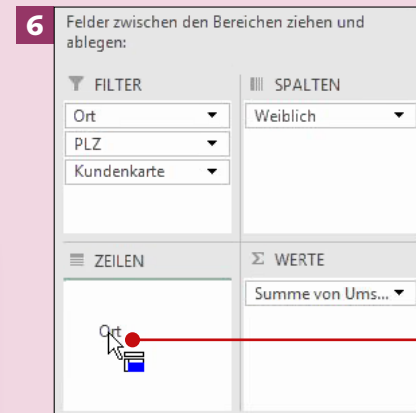 6
Felder zwischen den Bereichen ziehen und
ablegen:
FILTER
Ort
PLZ
Kundenkarte
SPALTEN
Weiblich
ZEILEN
Ort
Σ WERTE
Summe von Ums...